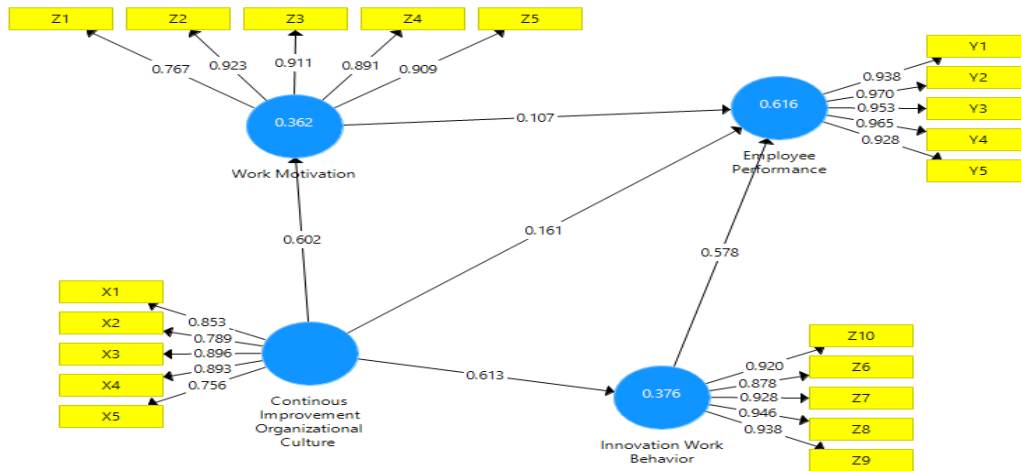 Z1 Z2 Z3 Z4 Z5
0.767 0.923 0.911 0.891 0.909
0.362
Work Motivation
0.107
Y1
Y2
Y3
Y4
Y5
0.938
0.970
0.953
0.965
0.928
0.616
Employee
Performance
0.602
0.161
0.578
X1
X2
X3
X4
X5
0.853
0.789
0.896
0.893
0.756
Continous
Improvement
Organizational
Culture
0.613
0.376
Innovation Work
Behavior
0.920
0.878
0.928
0.946
0.938
Z10
Z6
Z7
Z8
Z9